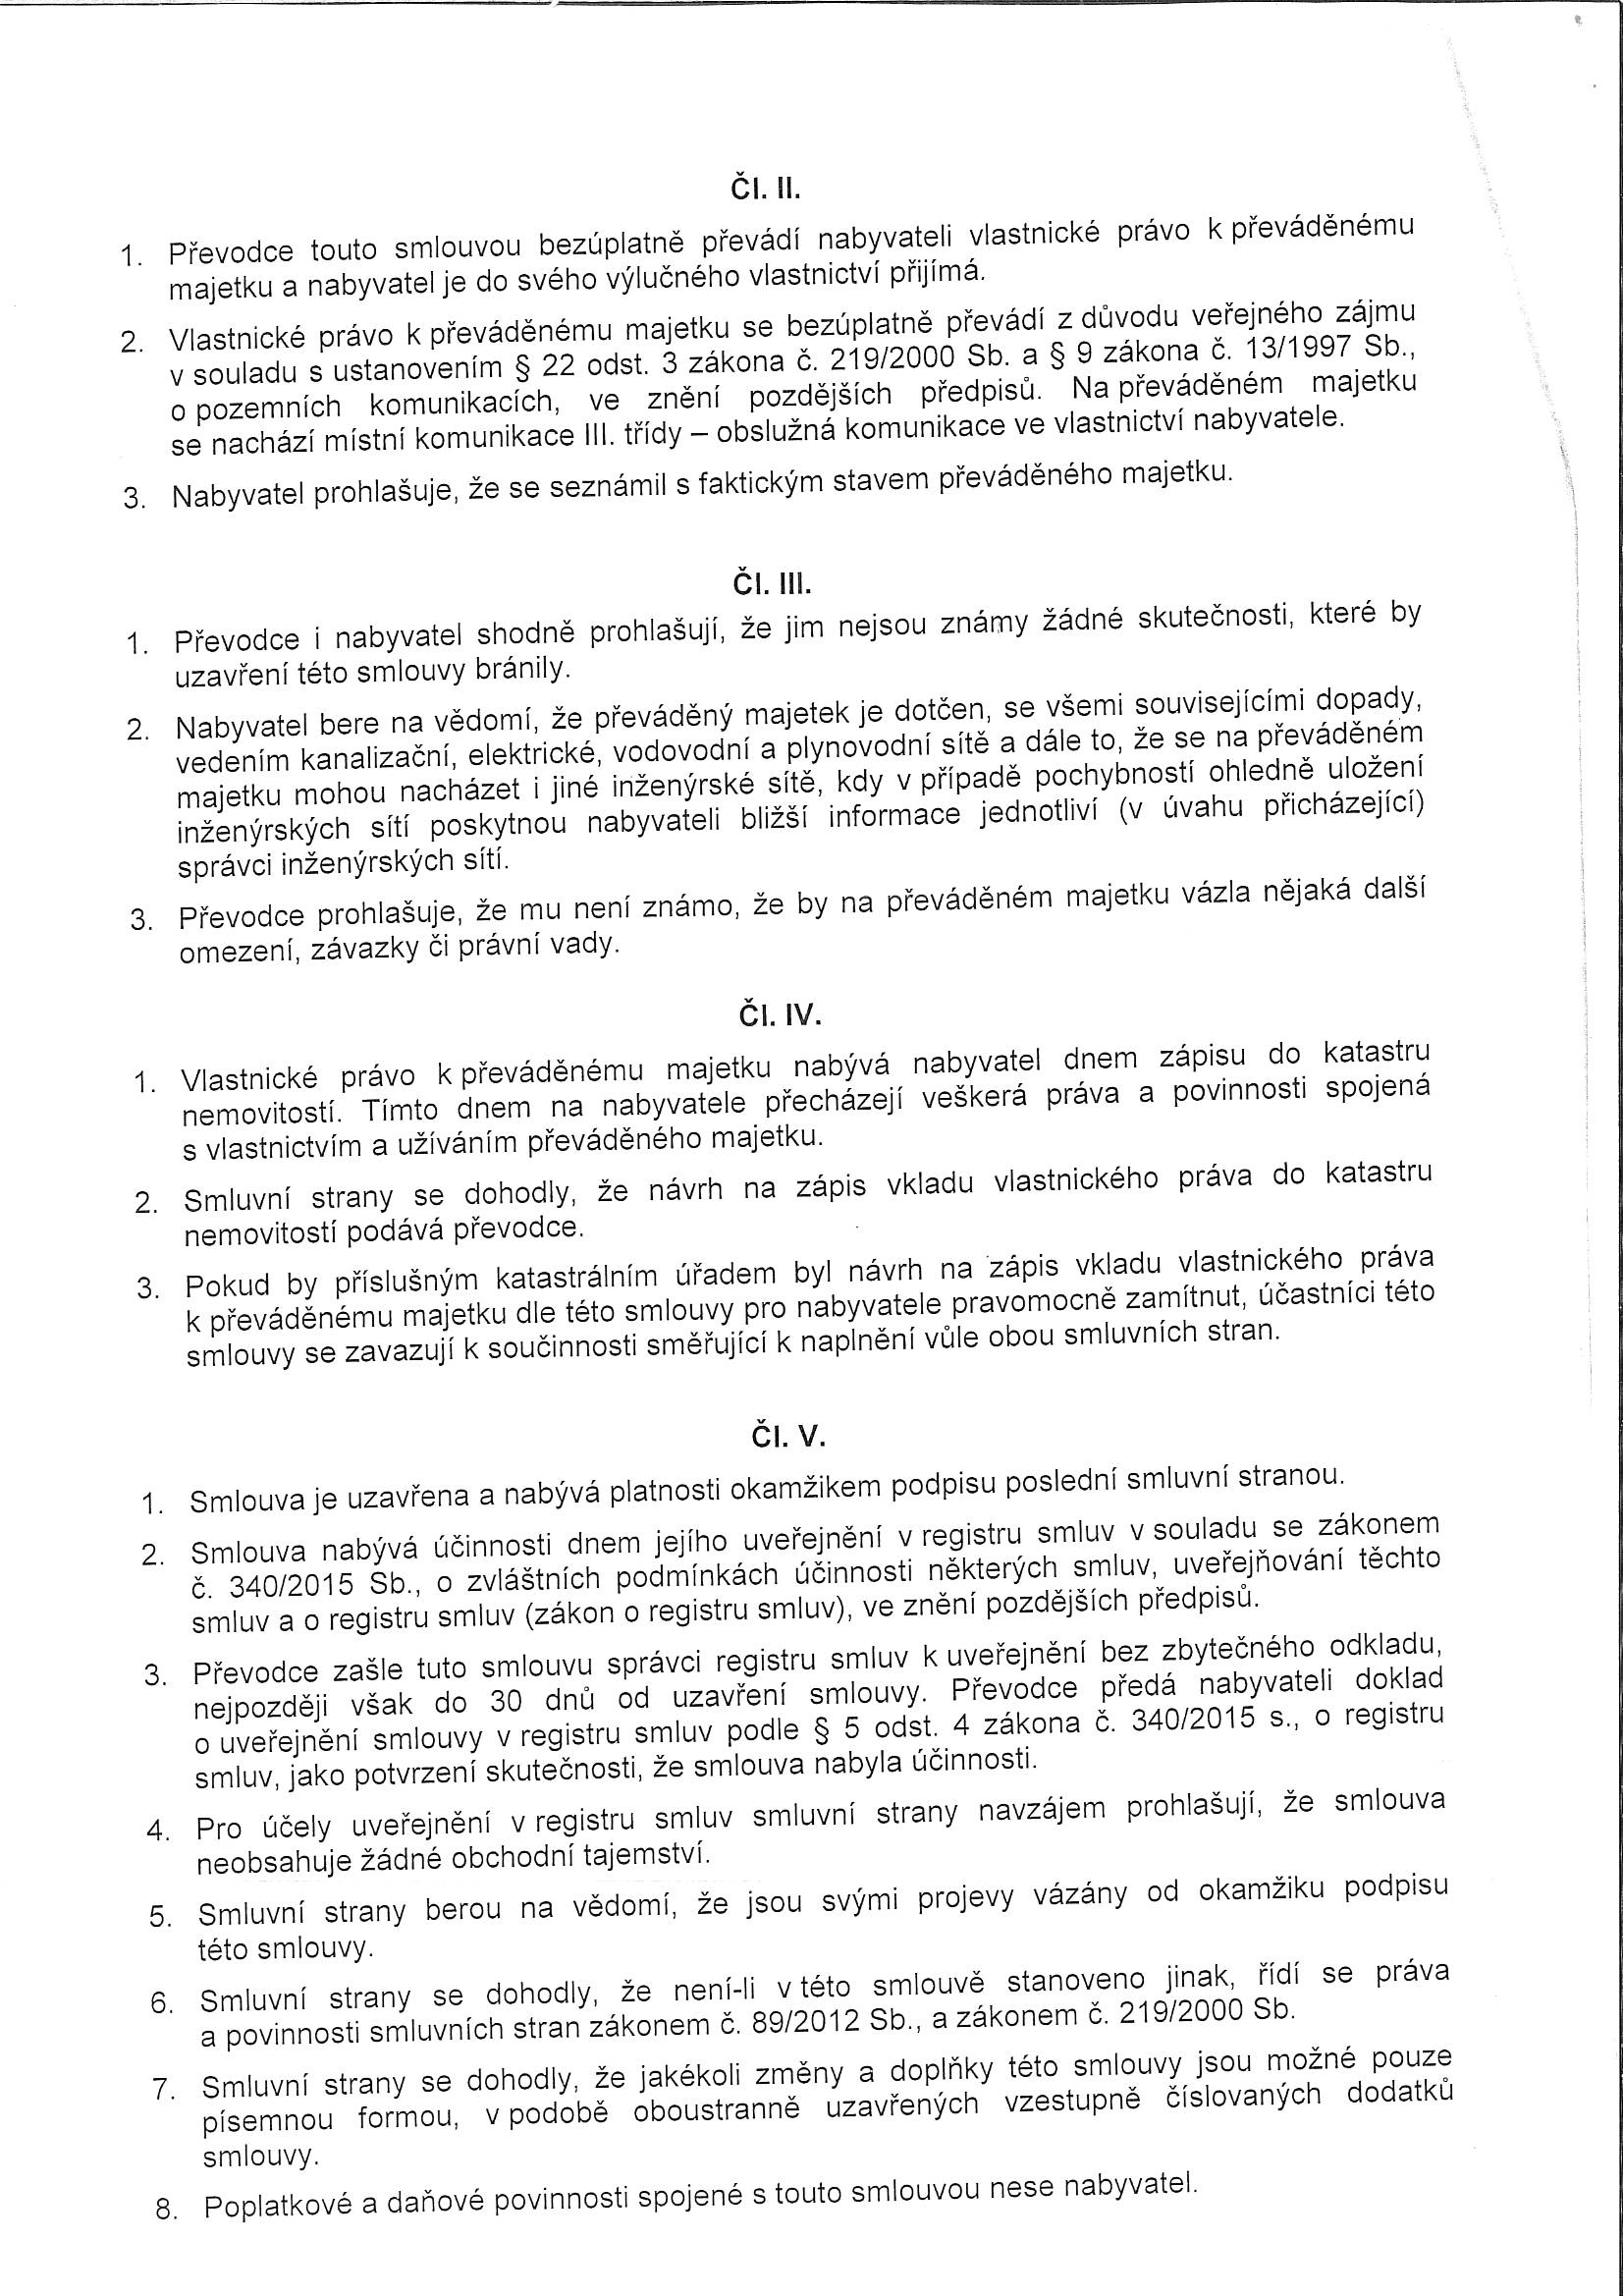 Čl. II.
1. Převodce touto smlouvou bezúplatně převádí nabyvateli vlastnické právo k převáděnému
majetku a nabyvatel je do svého výlučného vlastnictví přijímá.
2. Vlastnické právo k převáděnému majetku se bezúplatně převádí z důvodu veřejného zájmu
v souladu s ustanovením § 22 odst. 3 zákona č. 219/2000 Sb. a § 9 zákona č. 13/1997 Sb.,
o pozemních komunikacích, ve znění pozdějších předpisů. Na převáděném majetku
se nachází místní komunikace III. třídy – obslužná komunikace ve vlastnictví nabyvatele.
3. Nabyvatel prohlašuje, že se seznámil s faktickým stavem převáděného majetku.
Čl. III.
1. Převodce i nabyvatel shodně prohlašují, že jim nejsou známy žádné skutečnosti, které by
uzavření této smlouvy bránily.
2. Nabyvatel bere na vědomí, že převáděný majetek je dotčen, se všemi souvisejícími dopady,
vedením kanalizační, elektrické, vodovodní a plynovodní sítě a dále to, že se na převáděném
majetku mohou nacházet i jiné inženýrské sítě, kdy v případě pochybností ohledně uložení
inženýrských sítí poskytnou nabyvateli bližší informace jednotliví (v úvahu přicházející)
správci inženýrských sítí.
3. Převodce prohlašuje, že mu není známo, že by na převáděném majetku vázla nějaká další
omezení, závazky či právní vady.
Čl. IV.
1. Vlastnické právo k převáděnému majetku nabývá nabyvatel dnem zápisu do katastru
nemovitostí. Tímto dnem na nabyvatele přecházejí veškerá práva a povinnosti spojená
s vlastnictvím a užíváním převáděného majetku.
2. Smluvní strany se dohodly, že návrh na zápis vkladu vlastnického práva do katastru
nemovitostí podává převodce.
3. Pokud by příslušným katastrálním úřadem byl návrh na zápis vkladu vlastnického práva
k převáděnému majetku dle této smlouvy pro nabyvatele pravomocně zamítnut, účastníci této
smlouvy se zavazují k součinnosti směřující k naplnění vůle obou smluvních stran.
Čl. V.
1. Smlouva je uzavřena a nabývá platnosti okamžikem podpisu poslední smluvní stranou.
2. Smlouva nabývá účinnosti dnem jejího uveřejnění v registru smluv v souladu se zákonem
č. 340/2015 Sb., o zvláštních podmínkách účinnosti některých smluv, uveřejňování těchto
smluv a o registru smluv (zákon o registru smluv), ve znění pozdějších předpisů.
3. Převodce zašle tuto smlouvu správci registru smluv k uveřejnění bez zbytečného odkladu,
nejpozději však do 30 dnů od uzavření smlouvy. Převodce předá nabyvateli doklad
o uveřejnění smlouvy v registru smluv podle § 5 odst. 4 zákona č. 340/2015 s., o registru
smluv, jako potvrzení skutečnosti, že smlouva nabyla účinnosti.
4. Pro účely uveřejnění v registru smluv smluvní strany navzájem prohlašují, že smlouva
neobsahuje žádné obchodní tajemství.
5. Smluvní strany berou na vědomí, že jsou svými projevy vázány od okamžiku podpisu
této smlouvy.
6. Smluvní strany se dohodly, že není-li v této smlouvě stanoveno jinak, řídí se práva
a povinnosti smluvních stran zákonem č. 89/2012 Sb., a zákonem č. 219/2000 Sb.
7. Smluvní strany se dohodly, že jakékoli změny a doplňky této smlouvy jsou možné pouze
písemnou formou, v podobě oboustranně uzavřených vzestupně číslovaných dodatků
smlouvy.
8. Poplatkové a daňové povinnosti spojené s touto smlouvou nese nabyvatel.